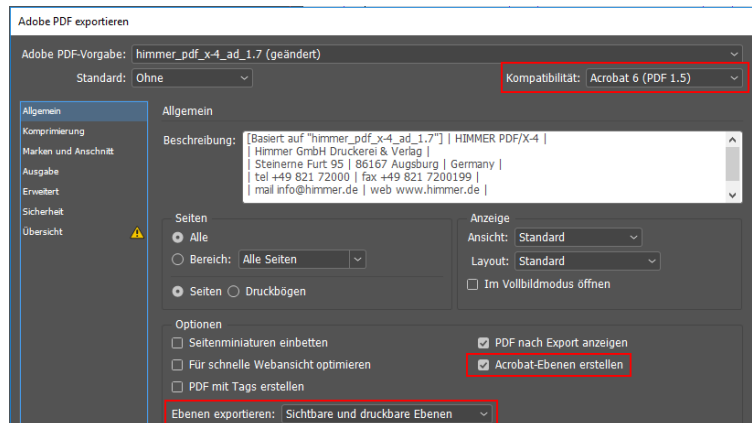 Adobe PDF exportieren
Adobe PDF-Vorgabe: himmer_pdf_x-4_ad_1.7 (geändert)
Standard: Ohne Kompatibilität: Acrobat 6 (PDF 1.5)
Allgemein
Komprimierung
Marken und Anschnitt
Ausgabe
Erweitert
Sicherheit
Übersicht
Allgemein
Beschreibung: [Basiert auf "himmer_pdf_x-4_ad_1.7"] | HIMMER PDF/X-4 |
| Himmer GmbH Druckerei & Verlag |
| Steinerne Furt 95 | 86167 Augsburg | Germany |
| tel +49 821 72000 | fax +49 821 7200199 |
| mail info@himmer.de | web www.himmer.de |
Seiten
Alle
Bereich: Alle Seiten
Seiten Druckbögen
Anzeige
Ansicht: Standard
Layout: Standard
Im Vollbildmodus öffnen
Optionen
Seitenminiaturen einbetten
Für schnelle Webansicht optimieren
PDF mit Tags erstellen
PDF nach Export anzeigen
Acrobat-Ebenen erstellen
Ebenen exportieren: Sichtbare und druckbare Ebenen